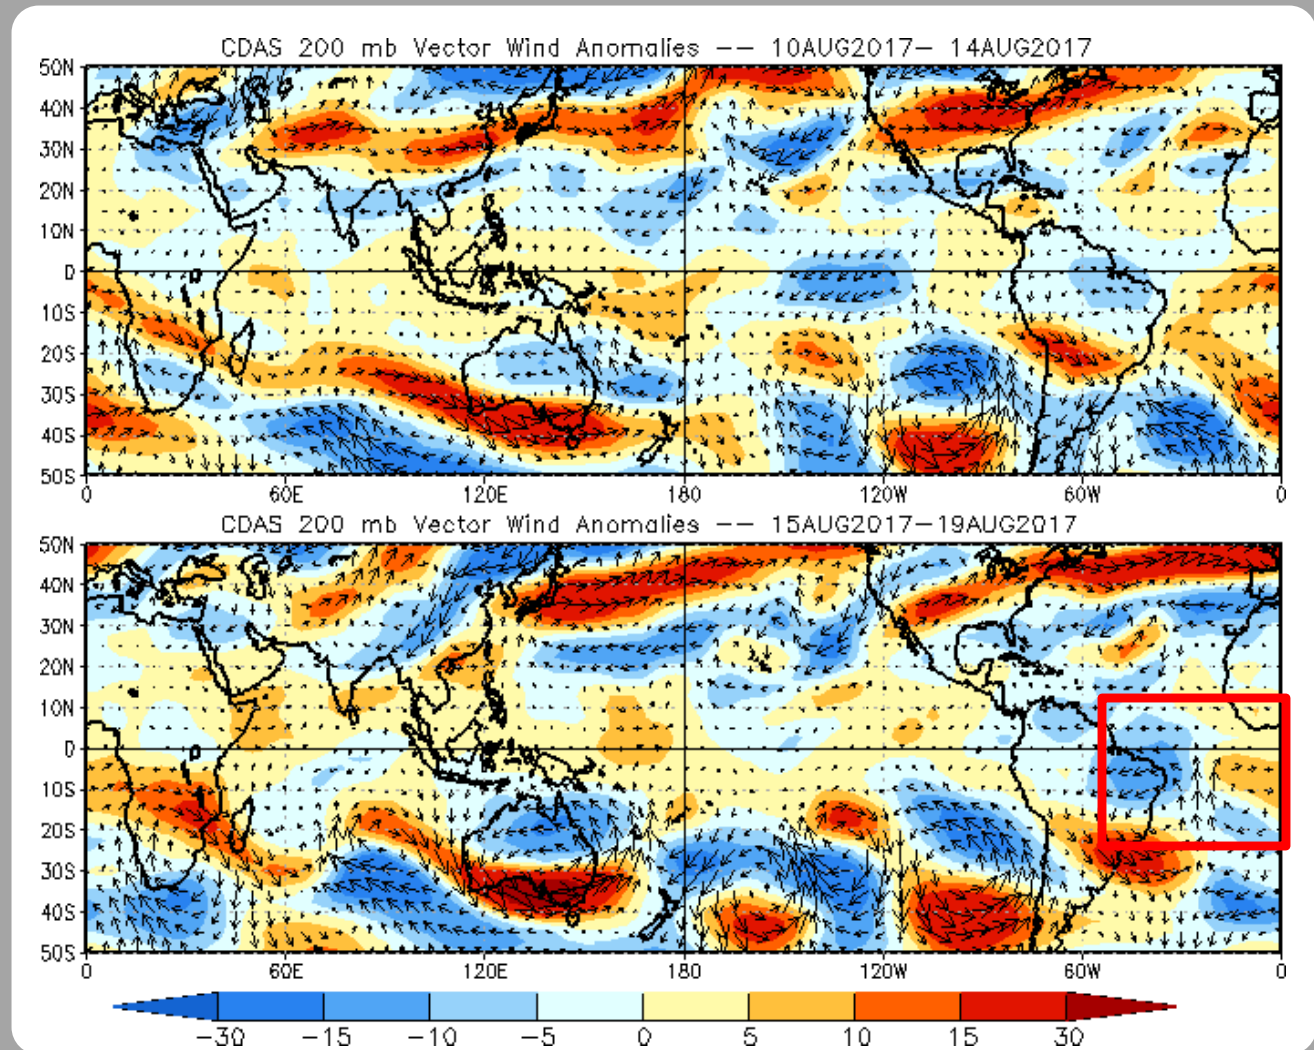 CDAS 200 mb Vector Wind Anomalies -- 10AUG2017- 14AUG2017
50N
40N
30N
20N
10N
0
10S
20S
30S
40S
50S
0 60E 120E 180 120W 60W 0
CDAS 200 mb Vector Wind Anomalies -- 15AUG2017-19AUG2017
50N
40N
30N
20N
10N
0
10S
20S
30S
40S
50S
0 60E 120E 180 120W 60W 0
-30 -15 -10 -5 0 5 10 15 30